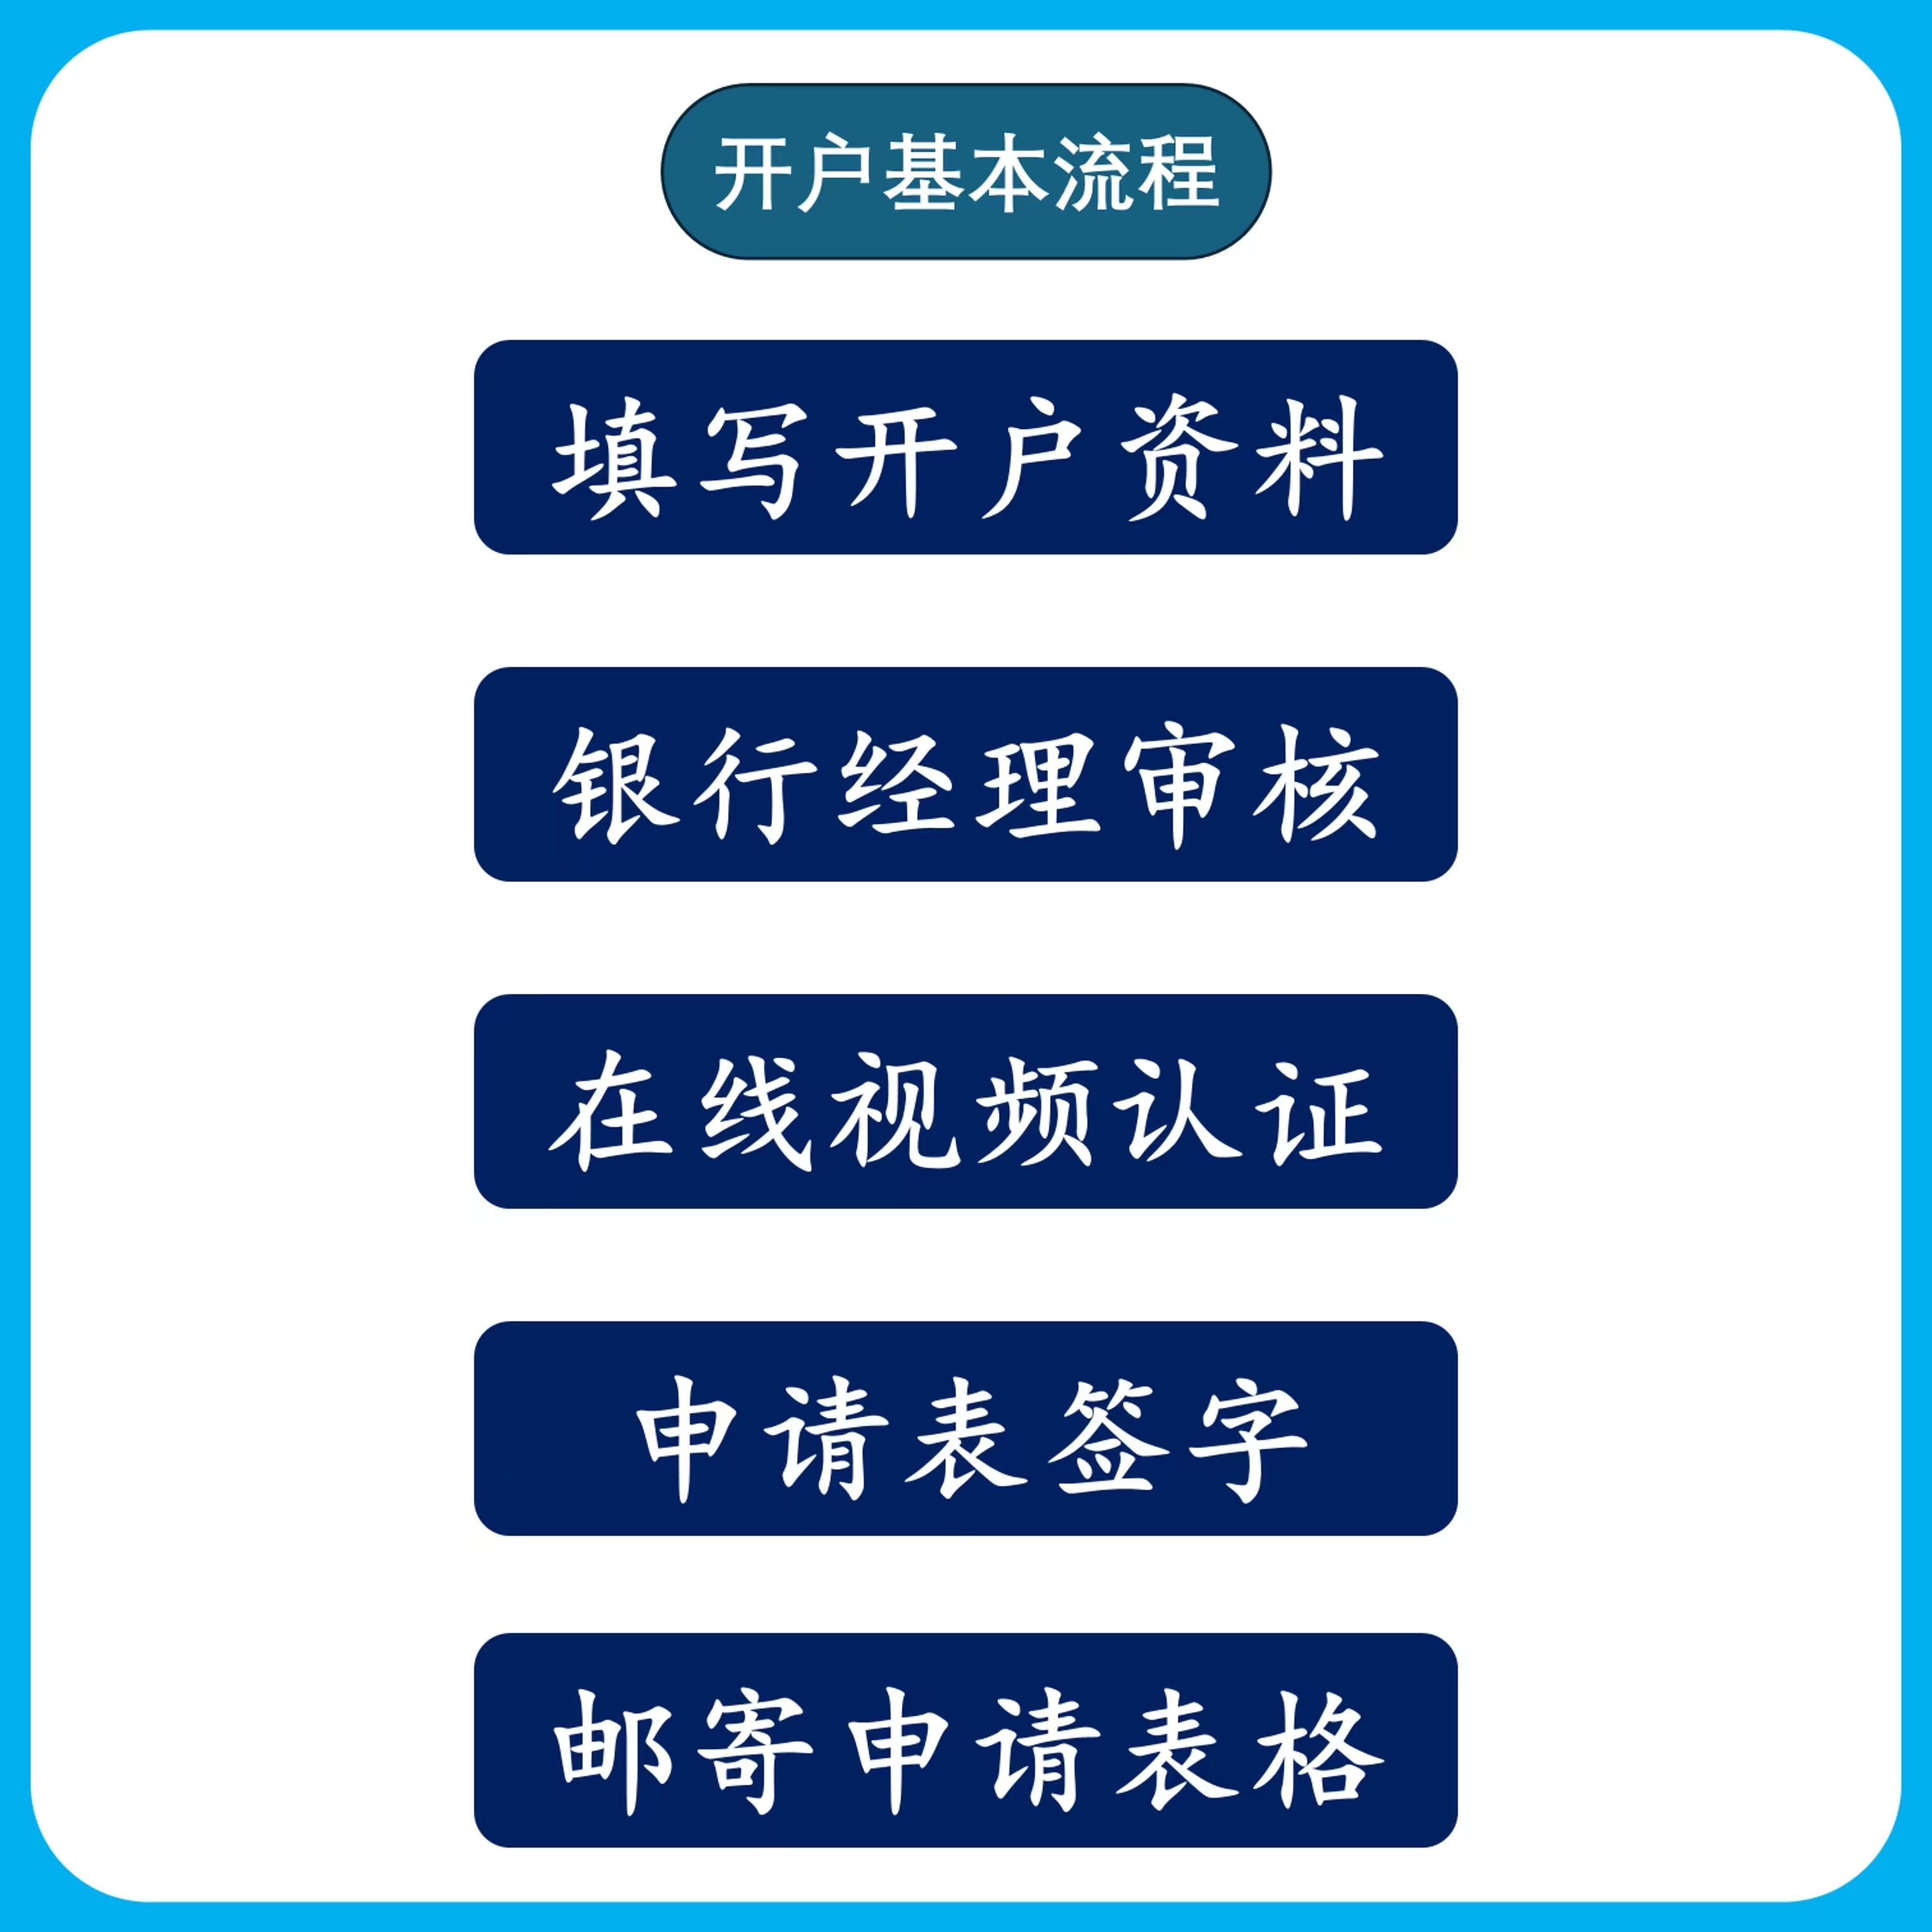 开户基本流程
填写开户资料
银行经理审核
在线视频认证
申请表签字
邮寄申请表格